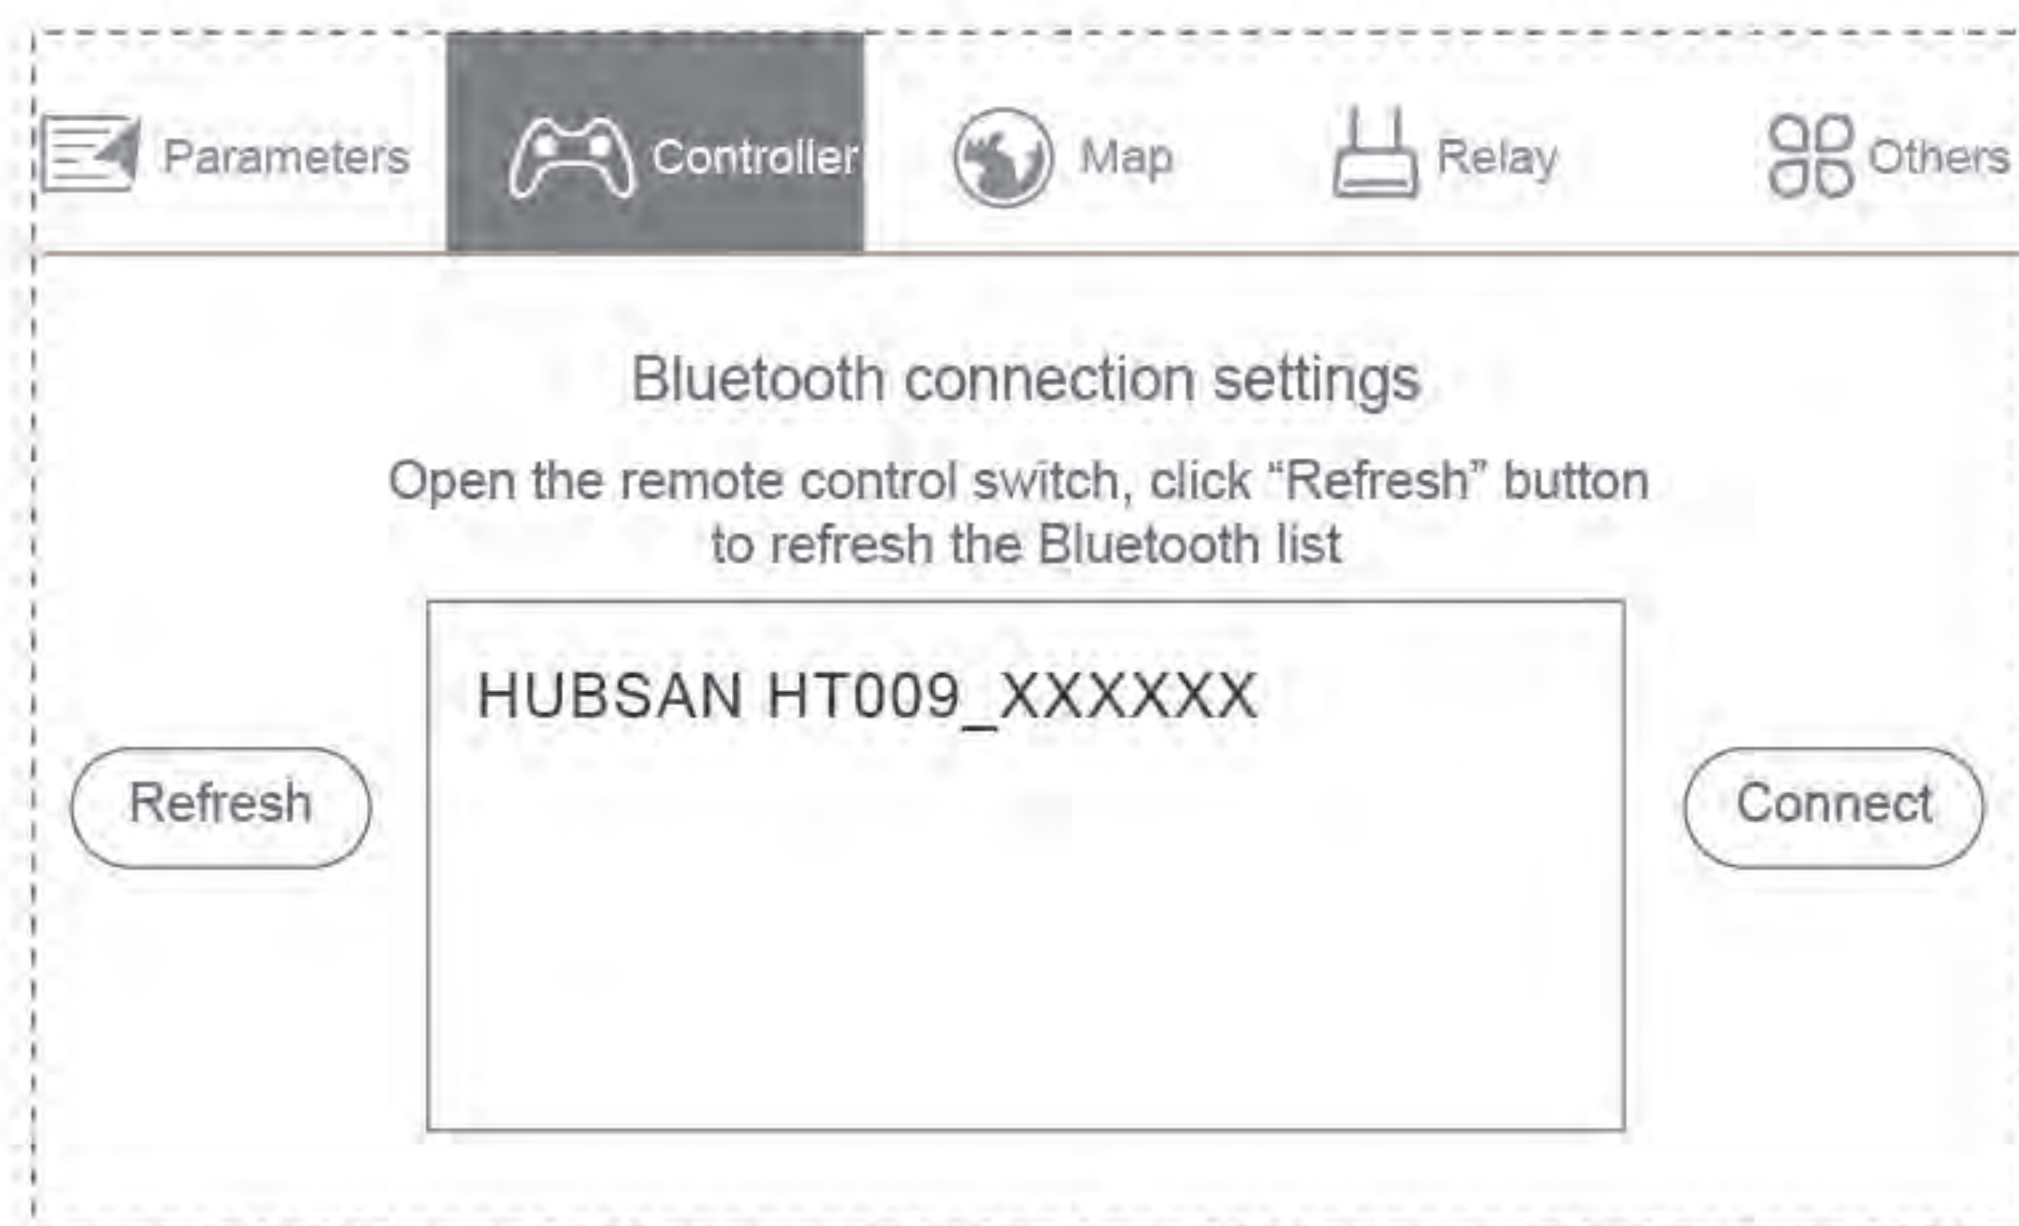 Parameters Controller Map Relay Others
Bluetooth connection settings
Open the remote control switch, click “Refresh” button
to refresh the Bluetooth list
HUBSAN HT009_XXXXXX
Refresh Connect